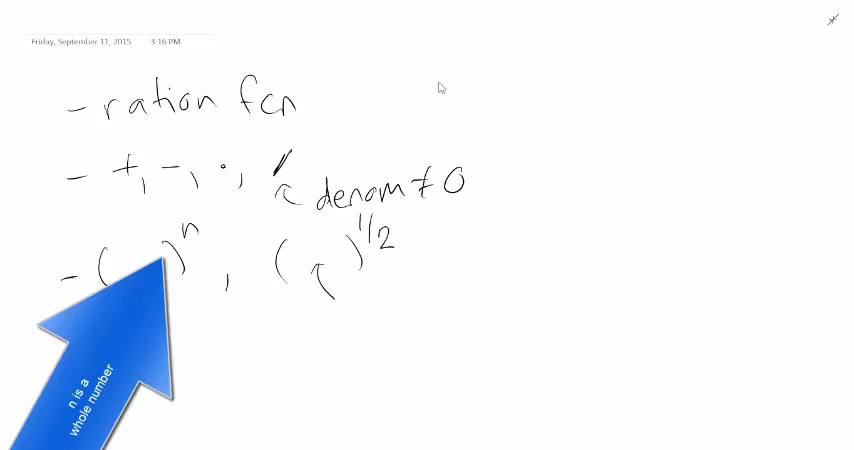 Friday, September 11, 2015 3:16 PM
- ration fcn
- +, -, ·, / denom ≠ 0
- ( )^n, ( )^1/2
n is a
whole number